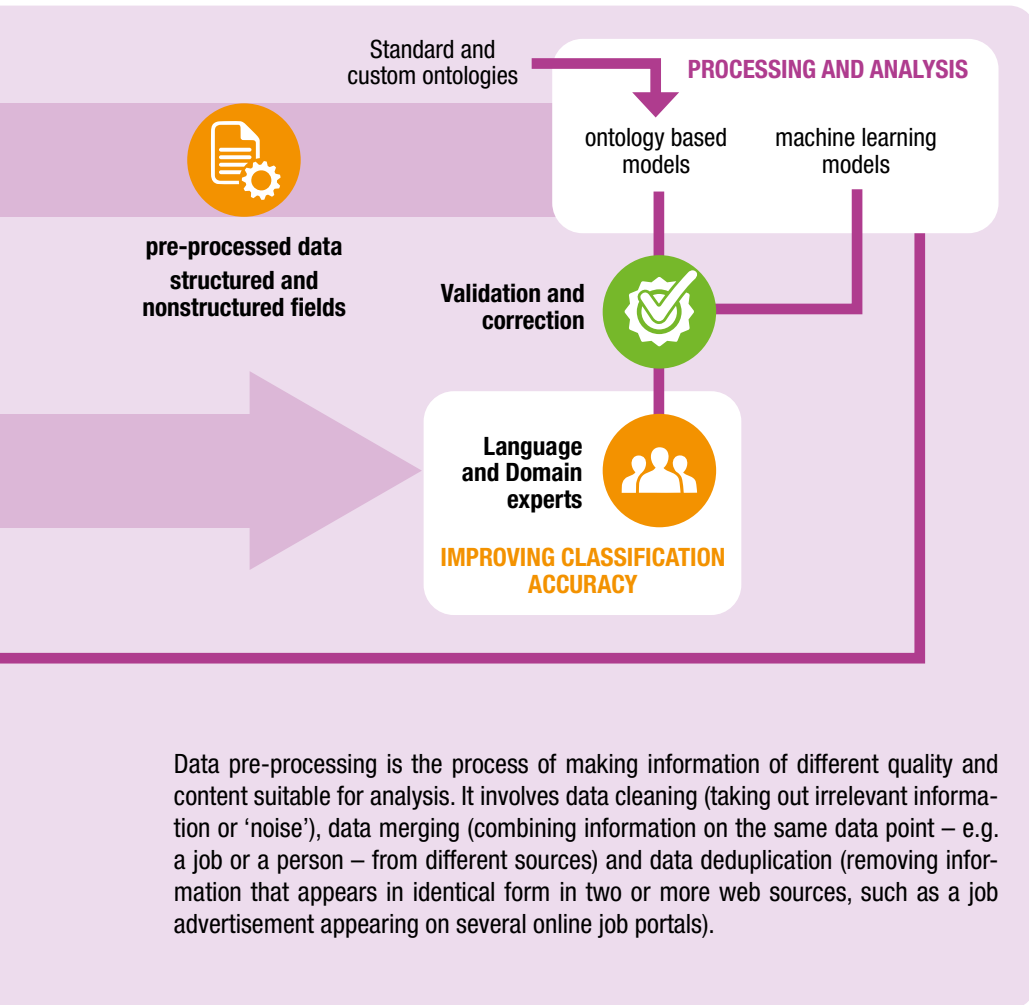 Standard and
custom ontologies
PROCESSING AND ANALYSIS
ontology based
models
machine learning
models
pre-processed data
structured and
nonstructured fields
Validation and
correction
Language
and Domain
experts
IMPROVING CLASSIFICATION
ACCURACY
Data pre-processing is the process of making information of different quality and
content suitable for analysis. It involves data cleaning (taking out irrelevant informa-
tion or ‘noise’), data merging (combining information on the same data point – e.g.
a job or a person – from different sources) and data deduplication (removing infor-
mation that appears in identical form in two or more web sources, such as a job
advertisement appearing on several online job portals).